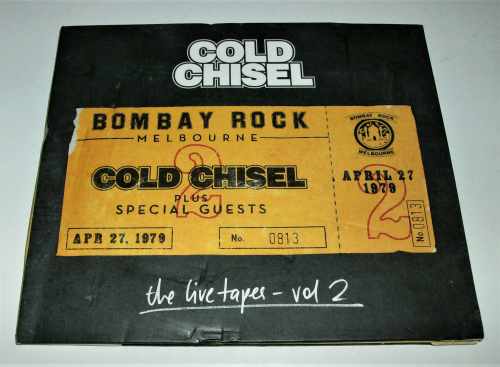 COLD
CHISEL
BOMBAY ROCK
MELBOURNE
2
COLD CHISEL
PLUS
SPECIAL GUESTS
APR 27, 1979
No. 0813
BOMBAY ROCK
MELBOURNE
APRIL 27
1979
2
No 0813
the live tapes - vol 2